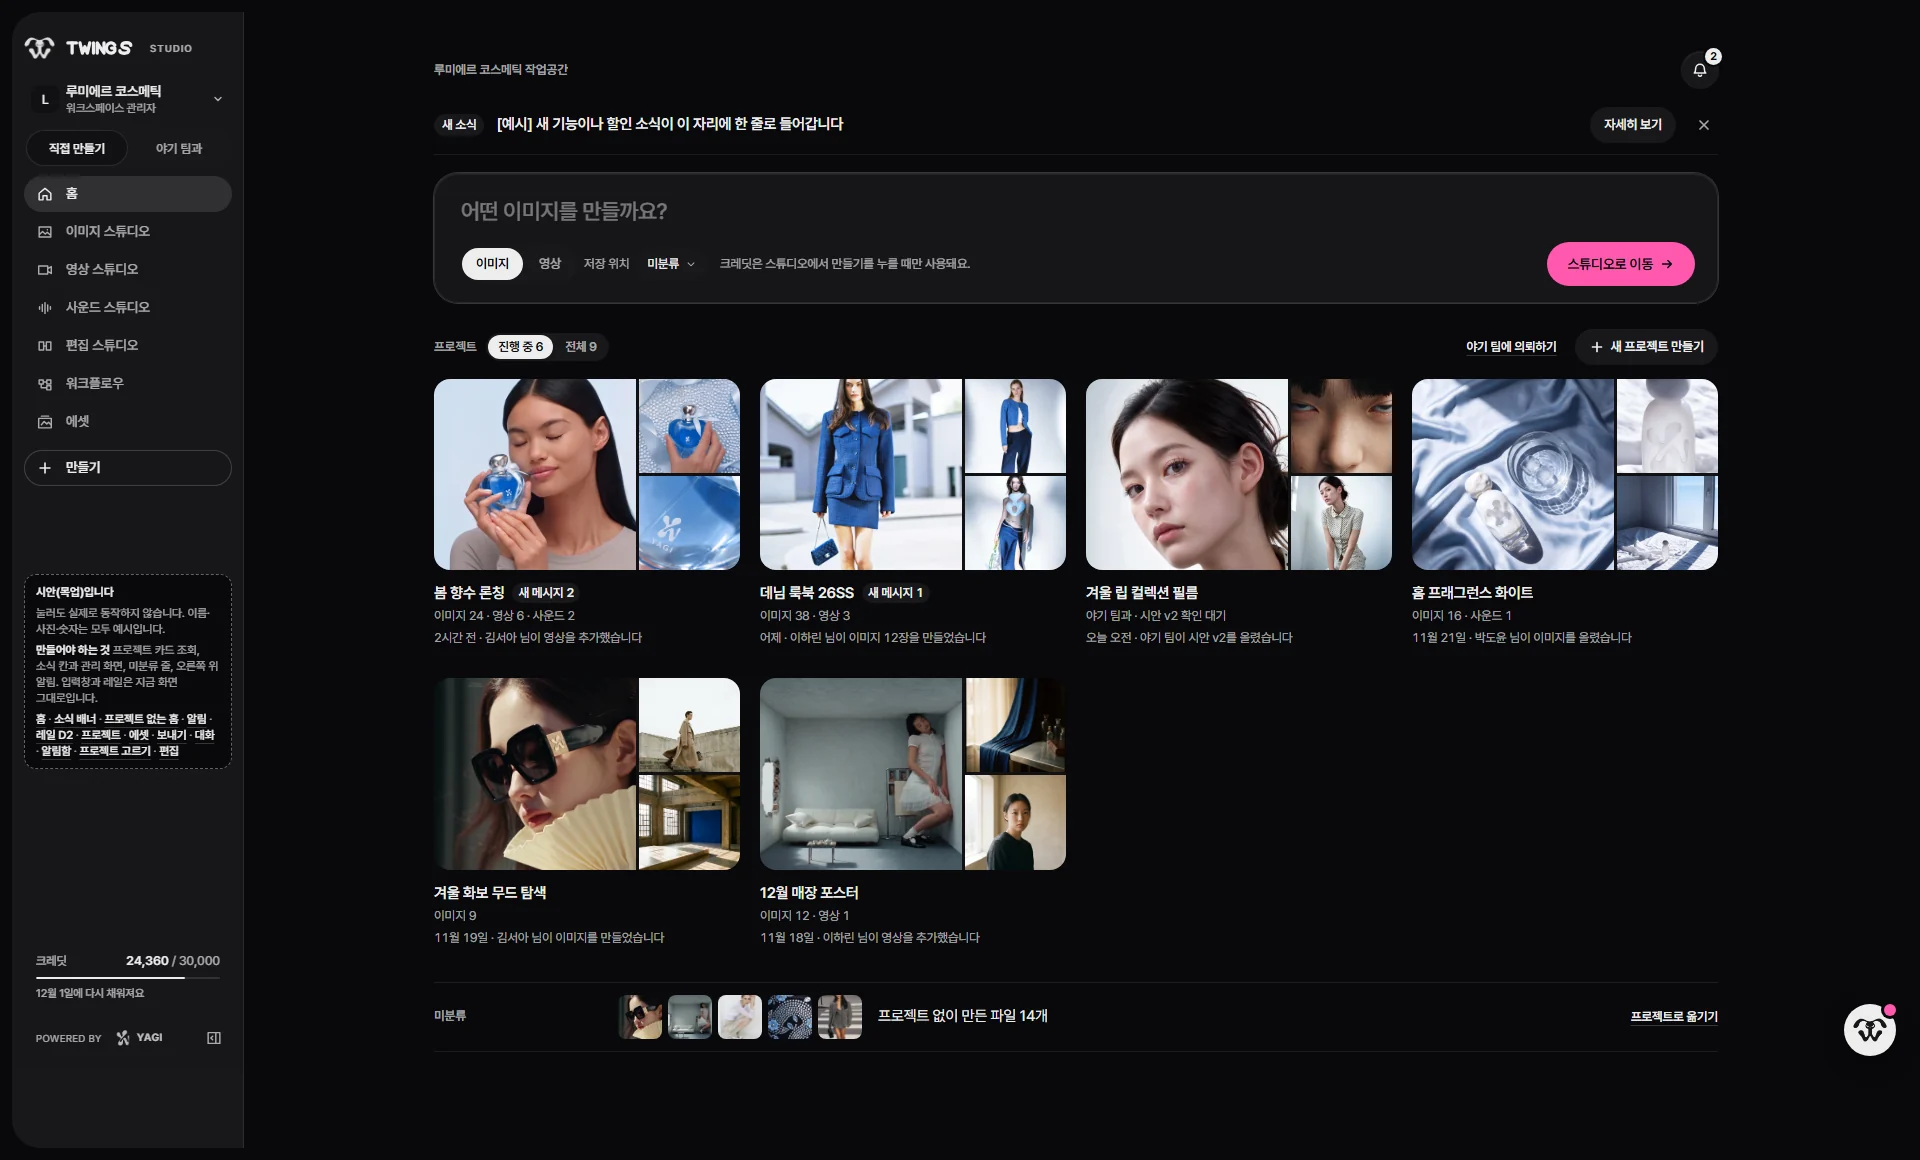 TWINGS STUDIO
루미에르 코스메틱
워크스페이스 관리자
L
직접 만들기
야기 팀과
홈
이미지 스튜디오
영상 스튜디오
사운드 스튜디오
편집 스튜디오
워크플로우
에셋
만들기
시안(목업)입니다
눌러도 실제로 동작하지 않습니다. 이름·
사진·숫자는 모두 예시입니다.
만들어야 하는 것 프로젝트 카드 조회,
소식 칸과 관리 화면, 미분류 줄, 오른쪽 위
알림. 입력창과 레일은 지금 화면
그대로입니다.
홈 · 소식 배너 · 프로젝트 없는 홈 · 알림 ·
레일 D2 · 프로젝트 · 에셋 · 보내기 · 대화
· 알림함 · 프로젝트 고르기 · 편집
크레딧 24,360 / 30,000
12월 1일에 다시 채워져요
POWERED BY YAGI
루미에르 코스메틱 작업공간
2
새 소식 [예시] 새 기능이나 할인 소식이 이 자리에 한 줄로 들어갑니다
자세히 보기
어떤 이미지를 만들까요?
이미지 영상 저장 위치 미분류 크레딧은 스튜디오에서 만들기를 누를 때만 사용돼요.
스튜디오로 이동
프로젝트 진행 중 6 전체 9
야기 팀에 의뢰하기
새 프로젝트 만들기
YAGI
봄 향수 론칭 새 메시지 2
이미지 24 · 영상 6 · 사운드 2
2시간 전 · 김서아 님이 영상을 추가했습니다
데님 룩북 26SS 새 메시지 1
이미지 38 · 영상 3
어제 · 이하린 님이 이미지 12장을 만들었습니다
겨울 립 컬렉션 필름
야기 팀과 · 시안 v2 확인 대기
오늘 오전 · 야기 팀이 시안 v2를 올렸습니다
홈 프래그런스 화이트
이미지 16 · 사운드 1
11월 21일 · 박도윤 님이 이미지를 올렸습니다
겨울 화보 무드 탐색
이미지 9
11월 19일 · 김서아 님이 이미지를 만들었습니다
12월 매장 포스터
이미지 12 · 영상 1
11월 18일 · 이하린 님이 영상을 추가했습니다
미분류
프로젝트 없이 만든 파일 14개
프로젝트로 옮기기